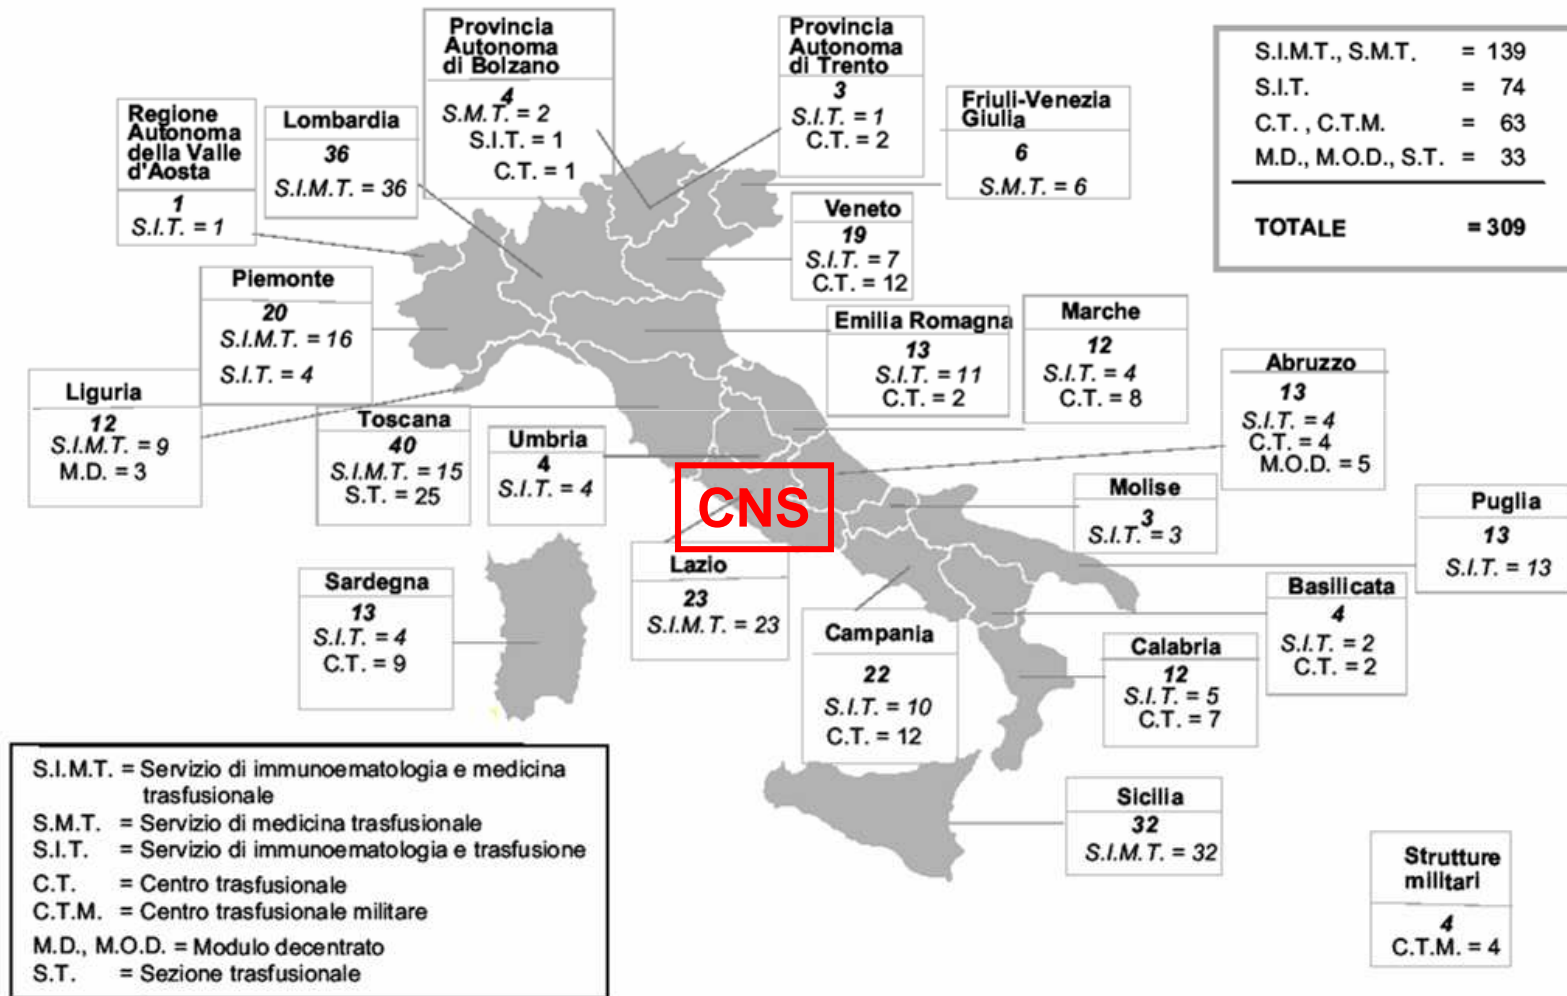 Provincia
Autonoma
di Bolzano
4
S.M.T. = 2
S.I.T. = 1
C.T. = 1
Provincia
Autonoma
di Trento
3
S.I.T. = 1
C.T. = 2
S.I.M.T., S.M.T. = 139
S.I.T. = 74
C.T. , C.T.M. = 63
M.D., M.O.D., S.T. = 33
TOTALE = 309
Regione
Autonoma
della Valle
d'Aosta
1
S.I.T. = 1
Lombardia
36
S.I.M.T. = 36
Friuli-Venezia
Giulia
6
S.M.T. = 6
Veneto
19
S.I.T. = 7
C.T. = 12
Piemonte
20
S.I.M.T. = 16
S.I.T. = 4
Emilia Romagna
13
S.I.T. = 11
C.T. = 2
Marche
12
S.I.T. = 4
C.T. = 8
Abruzzo
13
S.I.T. = 4
C.T. = 4
M.O.D. = 5
Liguria
12
S.I.M.T. = 9
M.D. = 3
Toscana
40
S.I.M.T. = 15
S.T. = 25
Umbria
4
S.I.T. = 4
CNS
Molise
3
S.I.T. = 3
Puglia
13
S.I.T. = 13
Sardegna
13
S.I.T. = 4
C.T. = 9
Lazio
23
S.I.M.T. = 23
Basilicata
4
S.I.T. = 2
C.T. = 2
Campania
22
S.I.T. = 10
C.T. = 12
Calabria
12
S.I.T. = 5
C.T. = 7
S.I.M.T. = Servizio di immunoematologia e medicina
trasfusionale
S.M.T. = Servizio di medicina trasfusionale
S.I.T. = Servizio di immunoematologia e trasfusione
C.T. = Centro trasfusionale
C.T.M. = Centro trasfusionale militare
M.D., M.O.D. = Modulo decentrato
S.T. = Sezione trasfusionale
Sicilia
32
S.I.M.T. = 32
Strutture
militari
4
C.T.M. = 4